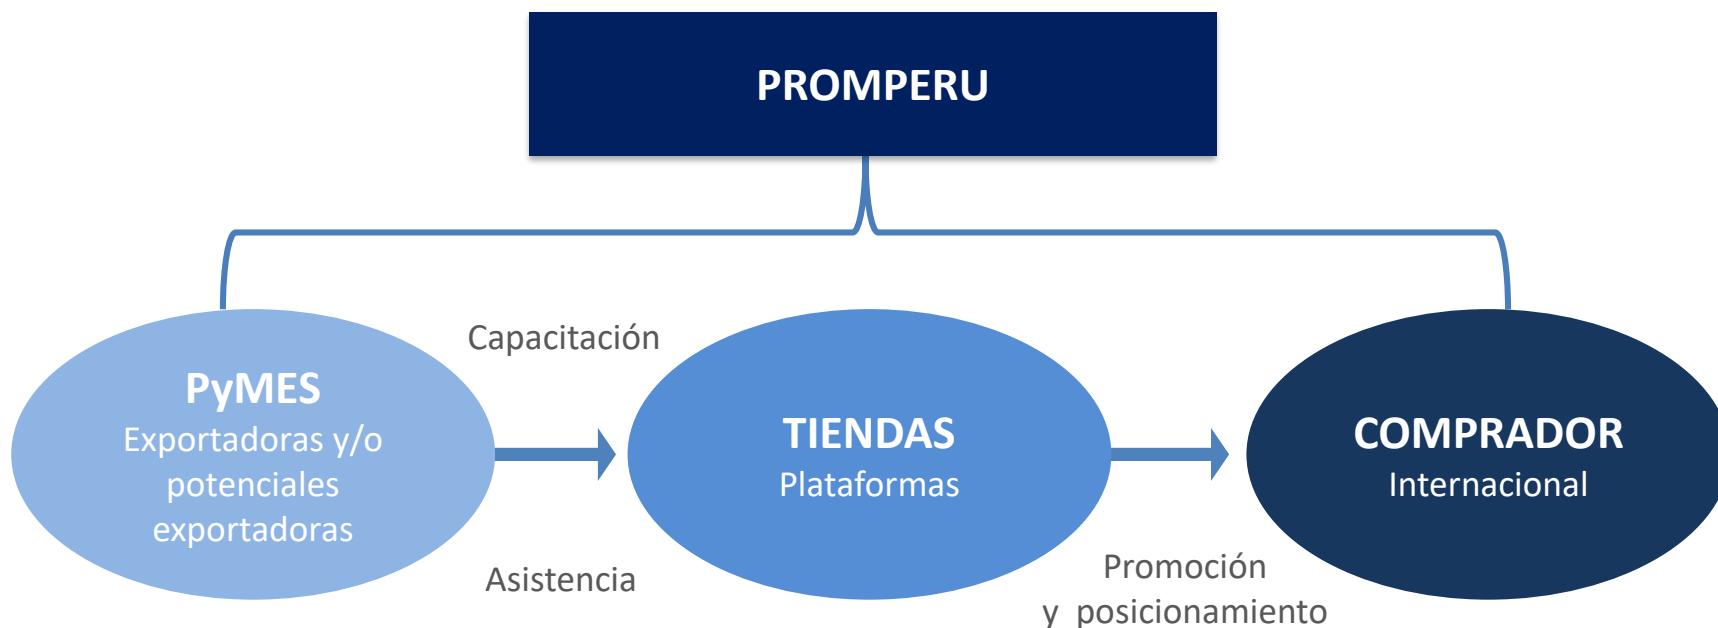 PROMPERU
Capacitación
PyMES
Exportadoras y/o
potenciales
exportadoras
Asistencia
TIENDAS
Plataformas
Promoción
y  posicionamiento
COMPRADOR
Internacional